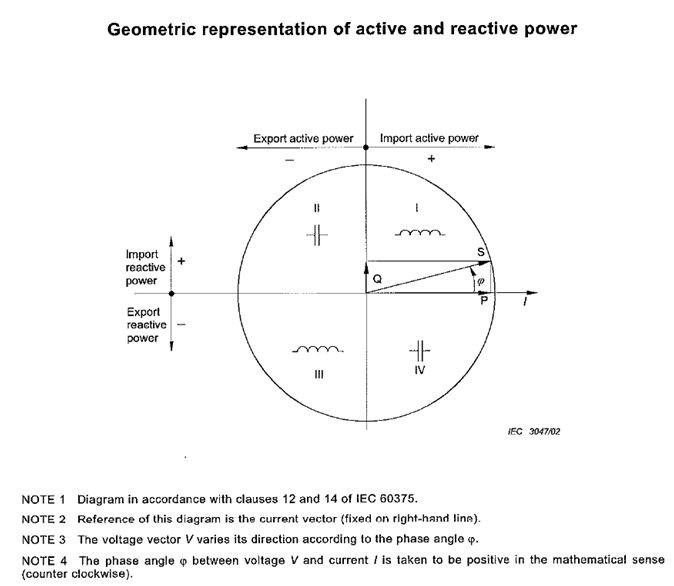 Geometric representation of active and reactive power
Export active power
Import active power
−
+
II
I
S
Import
reactive
power
+
Q
φ
P
I
Export
reactive
power
−
III
IV
IEC 3047/02
NOTE 1 Diagram in accordance with clauses 12 and 14 of IEC 60375.
NOTE 2 Reference of this diagram is the current vector (fixed on right-hand line).
NOTE 3 The voltage vector V varies its direction according to the phase angle φ.
NOTE 4 The phase angle φ between voltage V and current I is taken to be positive in the mathematical sense
(counter clockwise).